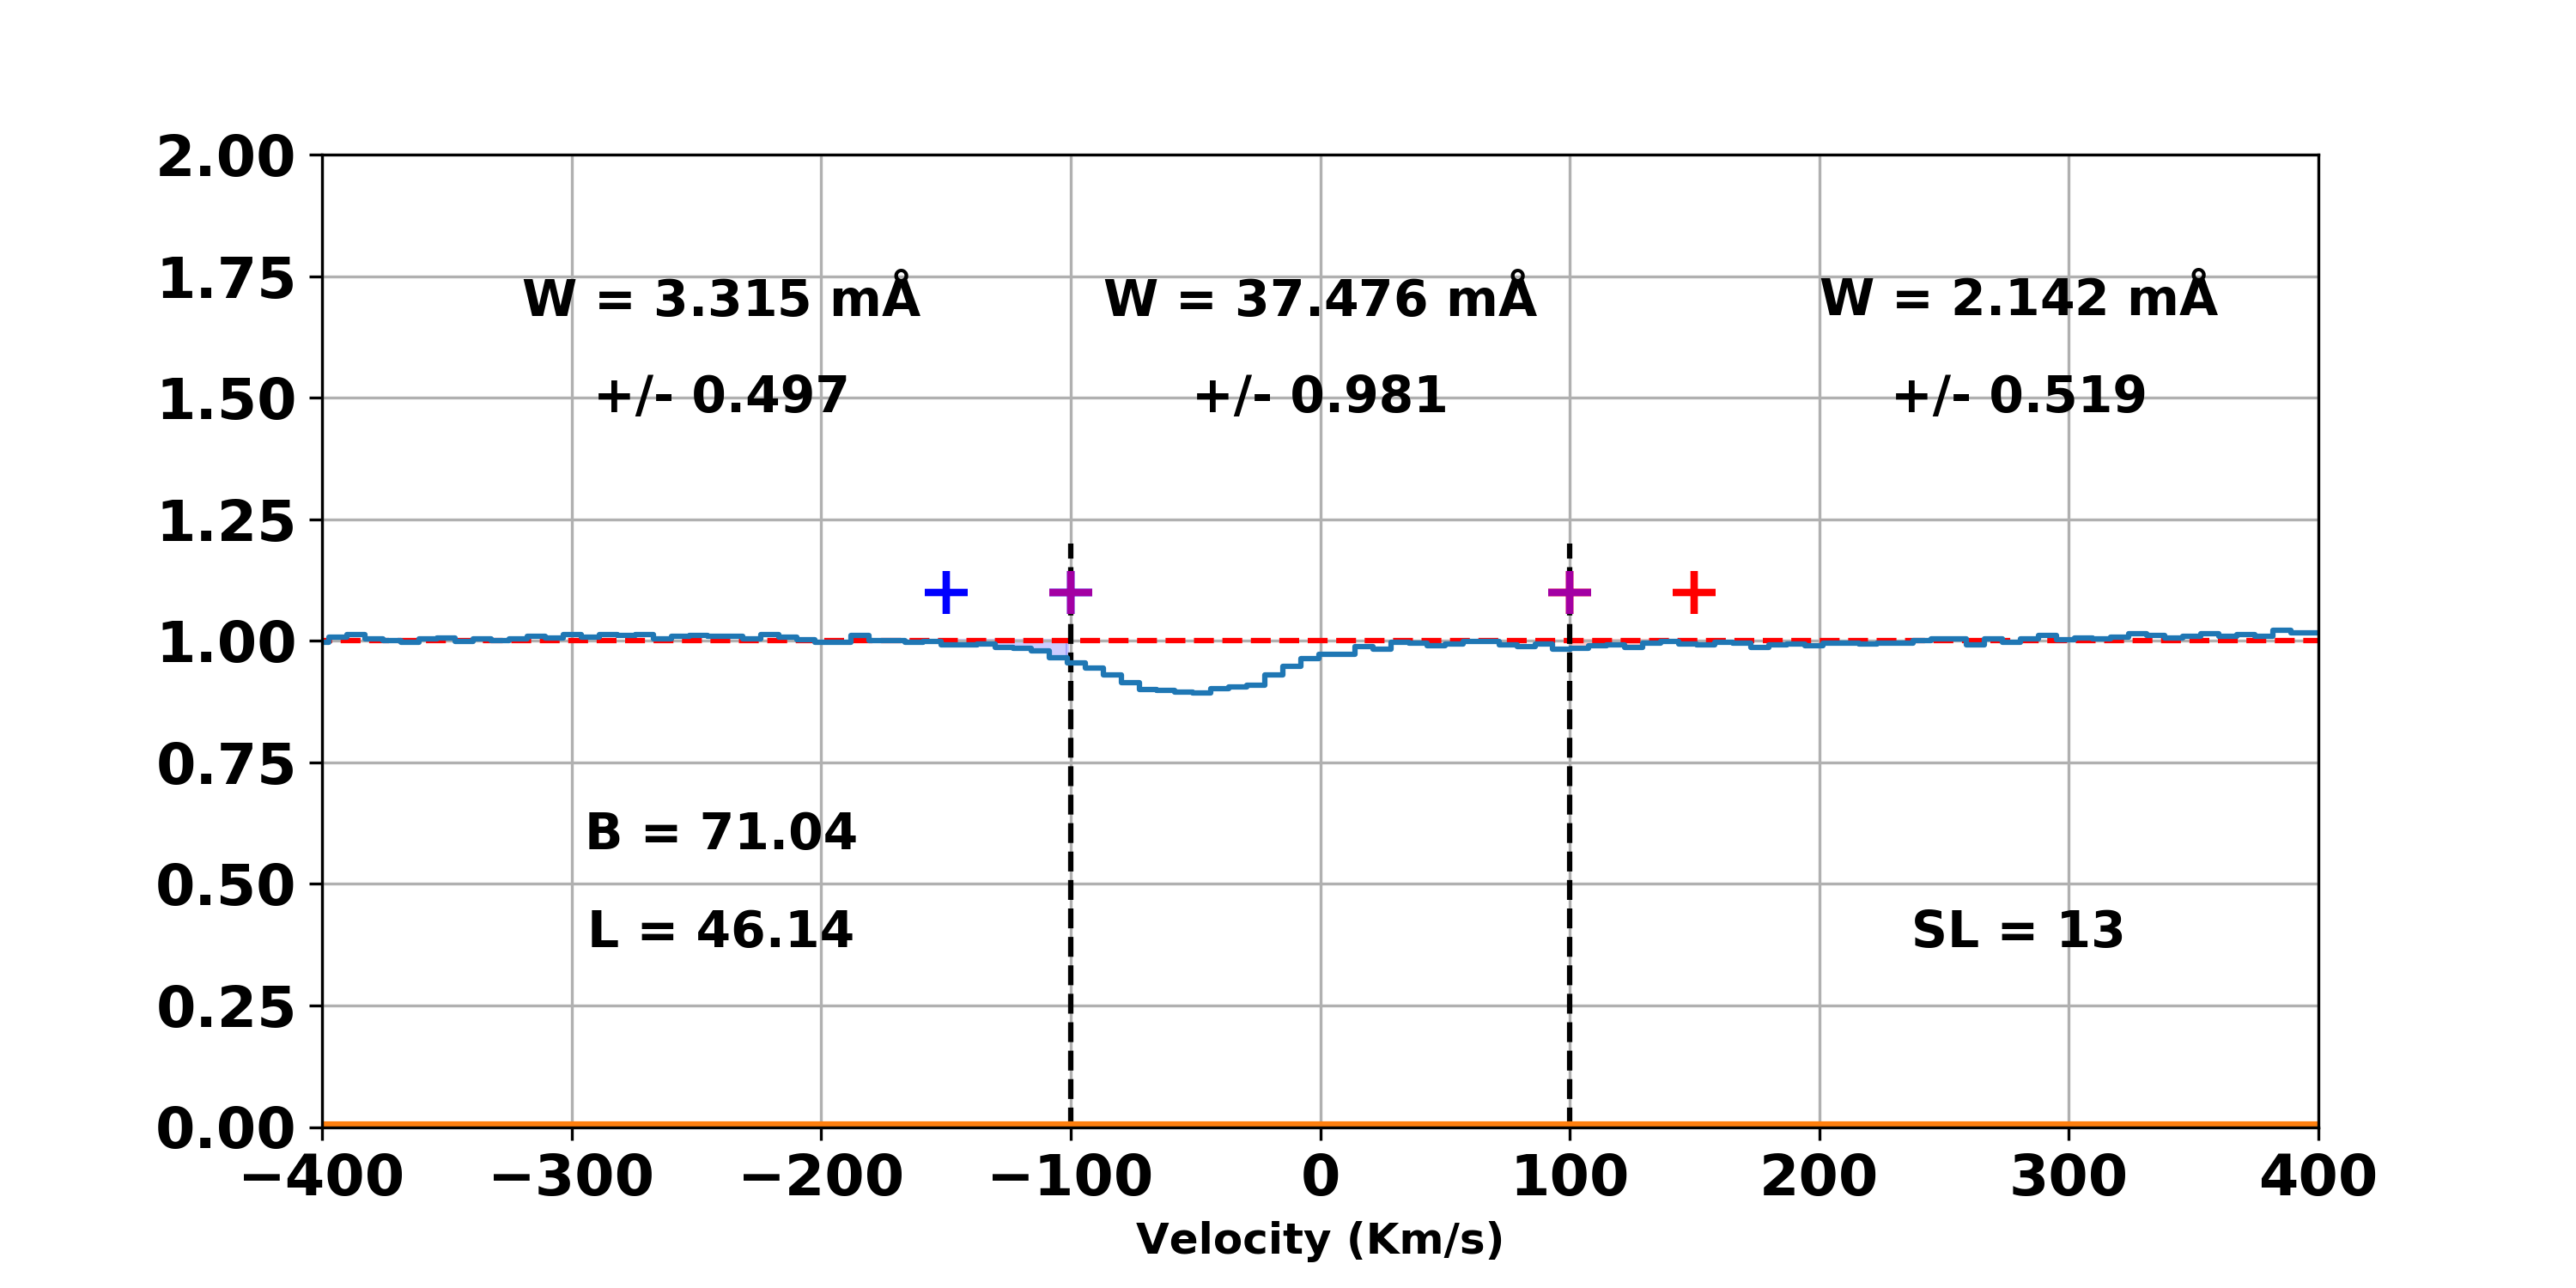 2.00
1.75
W = 3.315 mÅ
W = 37.476 mÅ
W = 2.142 mÅ
1.50
+/- 0.497
+/- 0.981
+/- 0.519
1.25
1.00
0.75
B = 71.04
0.50
L = 46.14
SL = 13
0.25
0.00
−400 −300 −200 −100 0 100 200 300 400
Velocity (Km/s)